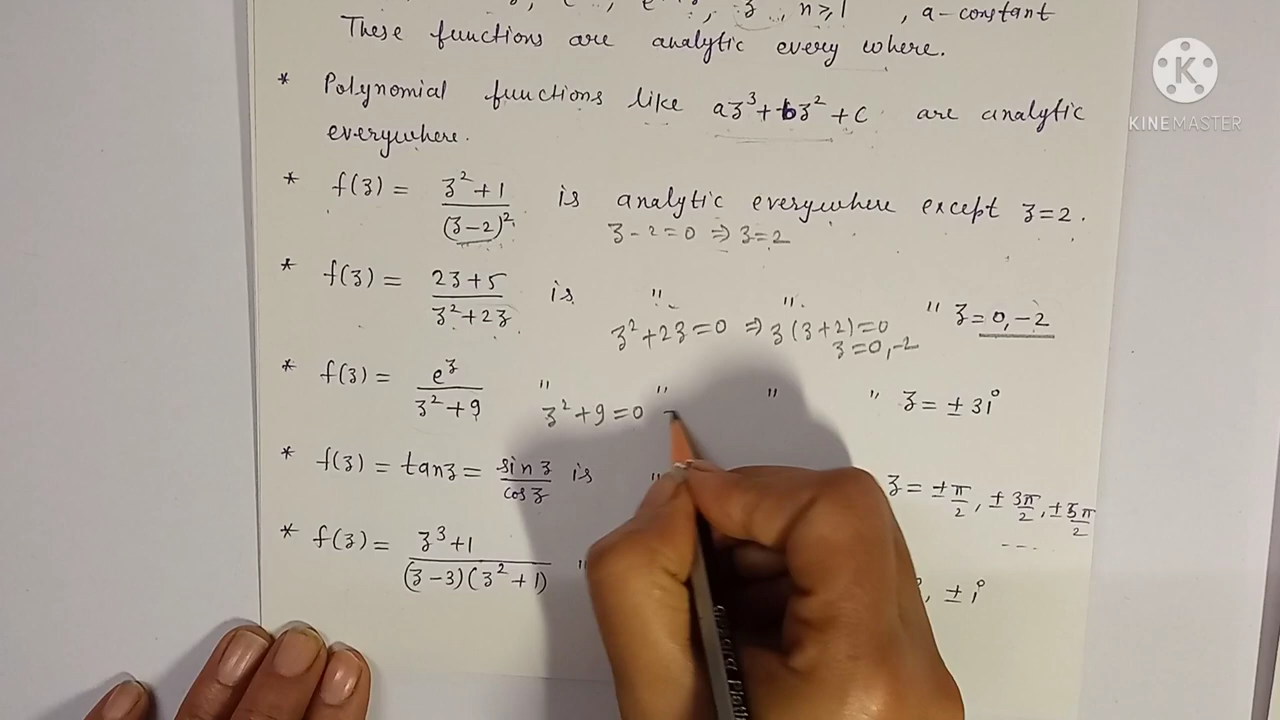 n ≥ 1 , a - constant
These functions are analytic every where.
* Polynomial functions like az³ + bz² + c are analytic
everywhere.
* f(z) = z²+1 / (z-2)² is analytic everywhere except z=2.
z-2=0 ⇒ z=2
* f(z) = 2z+5 / z²+2z is " " " z = 0, -2
z²+2z=0 ⇒ z(z+2)=0
z=0,-2
* f(z) = e^z / z²+9 " " " " z = ± 3i
z²+9=0
* f(z) = tanz = sin z / cos z is " z = ± π/2, ± 3π/2, ± 5π/2
---
* f(z) = z³+1 / (z-3)(z²+1) " , ± i
KINEMASTER